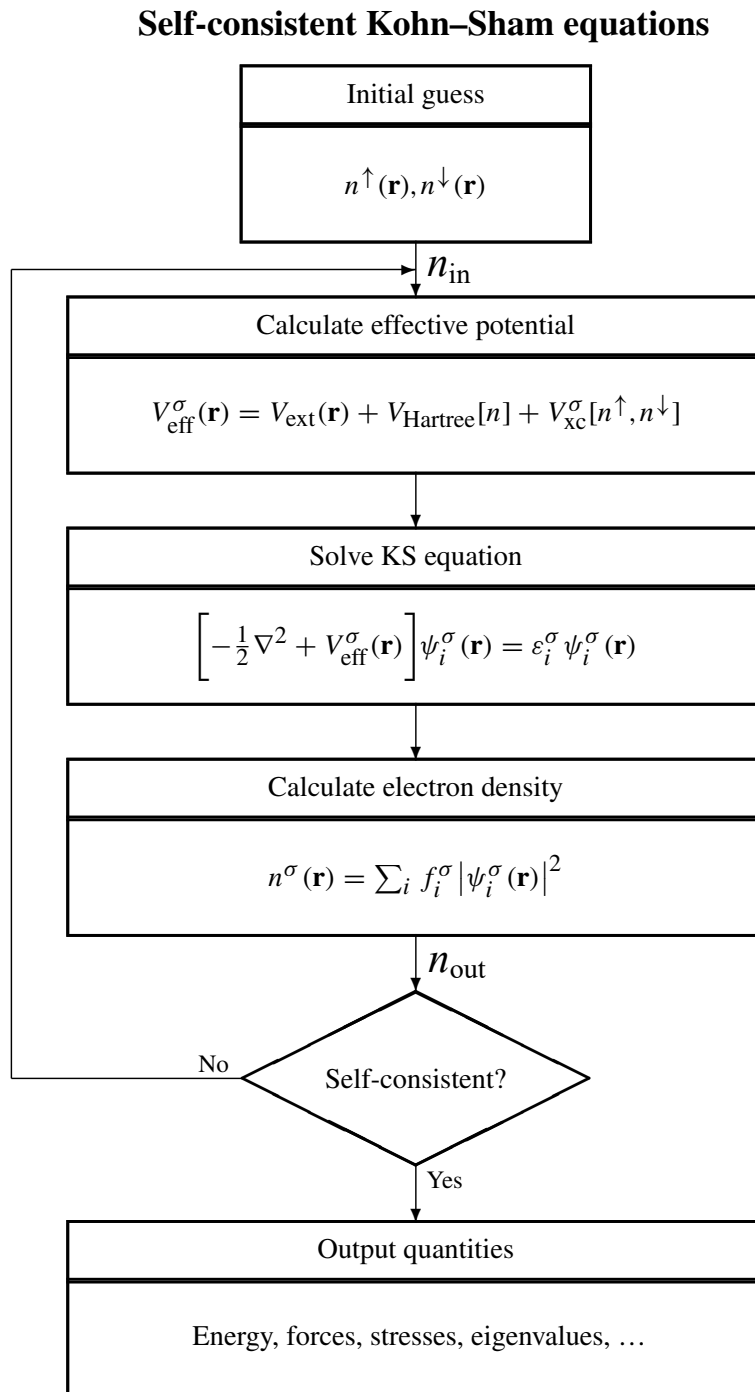 Self-consistent Kohn–Sham equations
Initial guess
n↑(r), n↓(r)
n_in
Calculate effective potential
V^σ_eff(r) = V_ext(r) + V_Hartree[n] + V^σ_xc[n↑, n↓]
Solve KS equation
[−½∇² + V^σ_eff(r)]ψ^σ_i(r) = ε^σ_i ψ^σ_i(r)
Calculate electron density
n^σ(r) = ∑_i f^σ_i |ψ^σ_i(r)|²
n_out
No
Self-consistent?
Yes
Output quantities
Energy, forces, stresses, eigenvalues, …